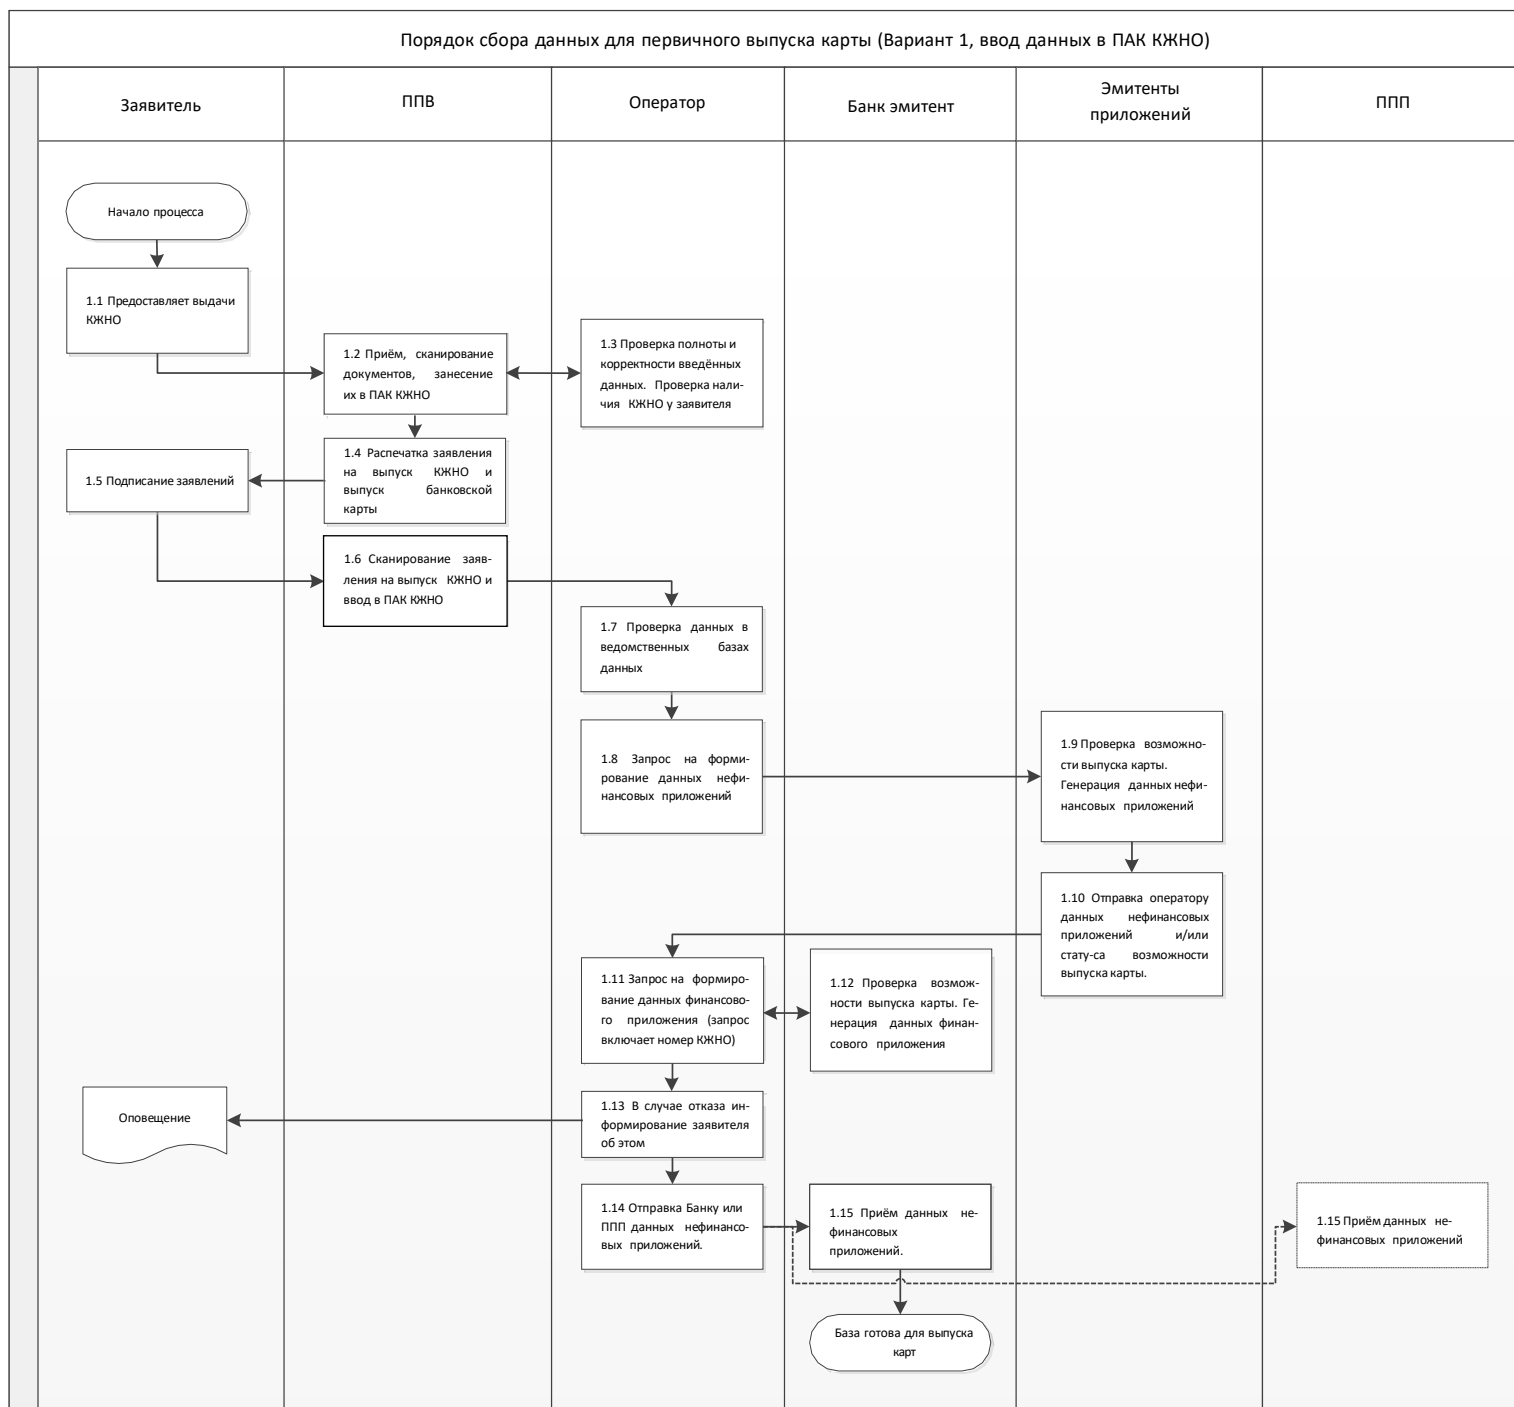 Порядок сбора данных для первичного выпуска карты (Вариант 1, ввод данных в ПАК КЖНО)
Заявитель
ППВ
Оператор
Банк эмитент
Эмитенты
приложений
ППП
Начало процесса
1.1 Предоставляет выдачи
КЖНО
1.2 Приём, сканирование
документов, занесение
их в ПАК КЖНО
1.3 Проверка полноты и
корректности введённых
данных. Проверка нали-
чия КЖНО у заявителя
1.4 Распечатка заявления
на выпуск КЖНО и
выпуск банковской
карты
1.5 Подписание заявлений
1.6 Сканирование заяв-
ления на выпуск КЖНО и
ввод в ПАК КЖНО
1.7 Проверка данных в
ведомственных базах
данных
1.8 Запрос на форми-
рование данных нефи-
нансовых приложений
1.9 Проверка возможно-
сти выпуска карты.
Генерация данных нефи-
нансовых приложений
1.10 Отправка оператору
данных нефинансовых
приложений и/или
стату-са возможности
выпуска карты.
1.11 Запрос на формиро-
вание данных финансово-
го приложения (запрос
включает номер КЖНО)
1.12 Проверка возмож-
ности выпуска карты. Ге-
нерация данных финан-
сового приложения
1.13 В случае отказа ин-
формирование заявителя
об этом
Оповещение
1.14 Отправка Банку или
ППП данных нефинансо-
вых приложений.
1.15 Приём данных не-
финансовых
приложений.
1.15 Приём данных не-
финансовых приложений
База готова для выпуска
карт